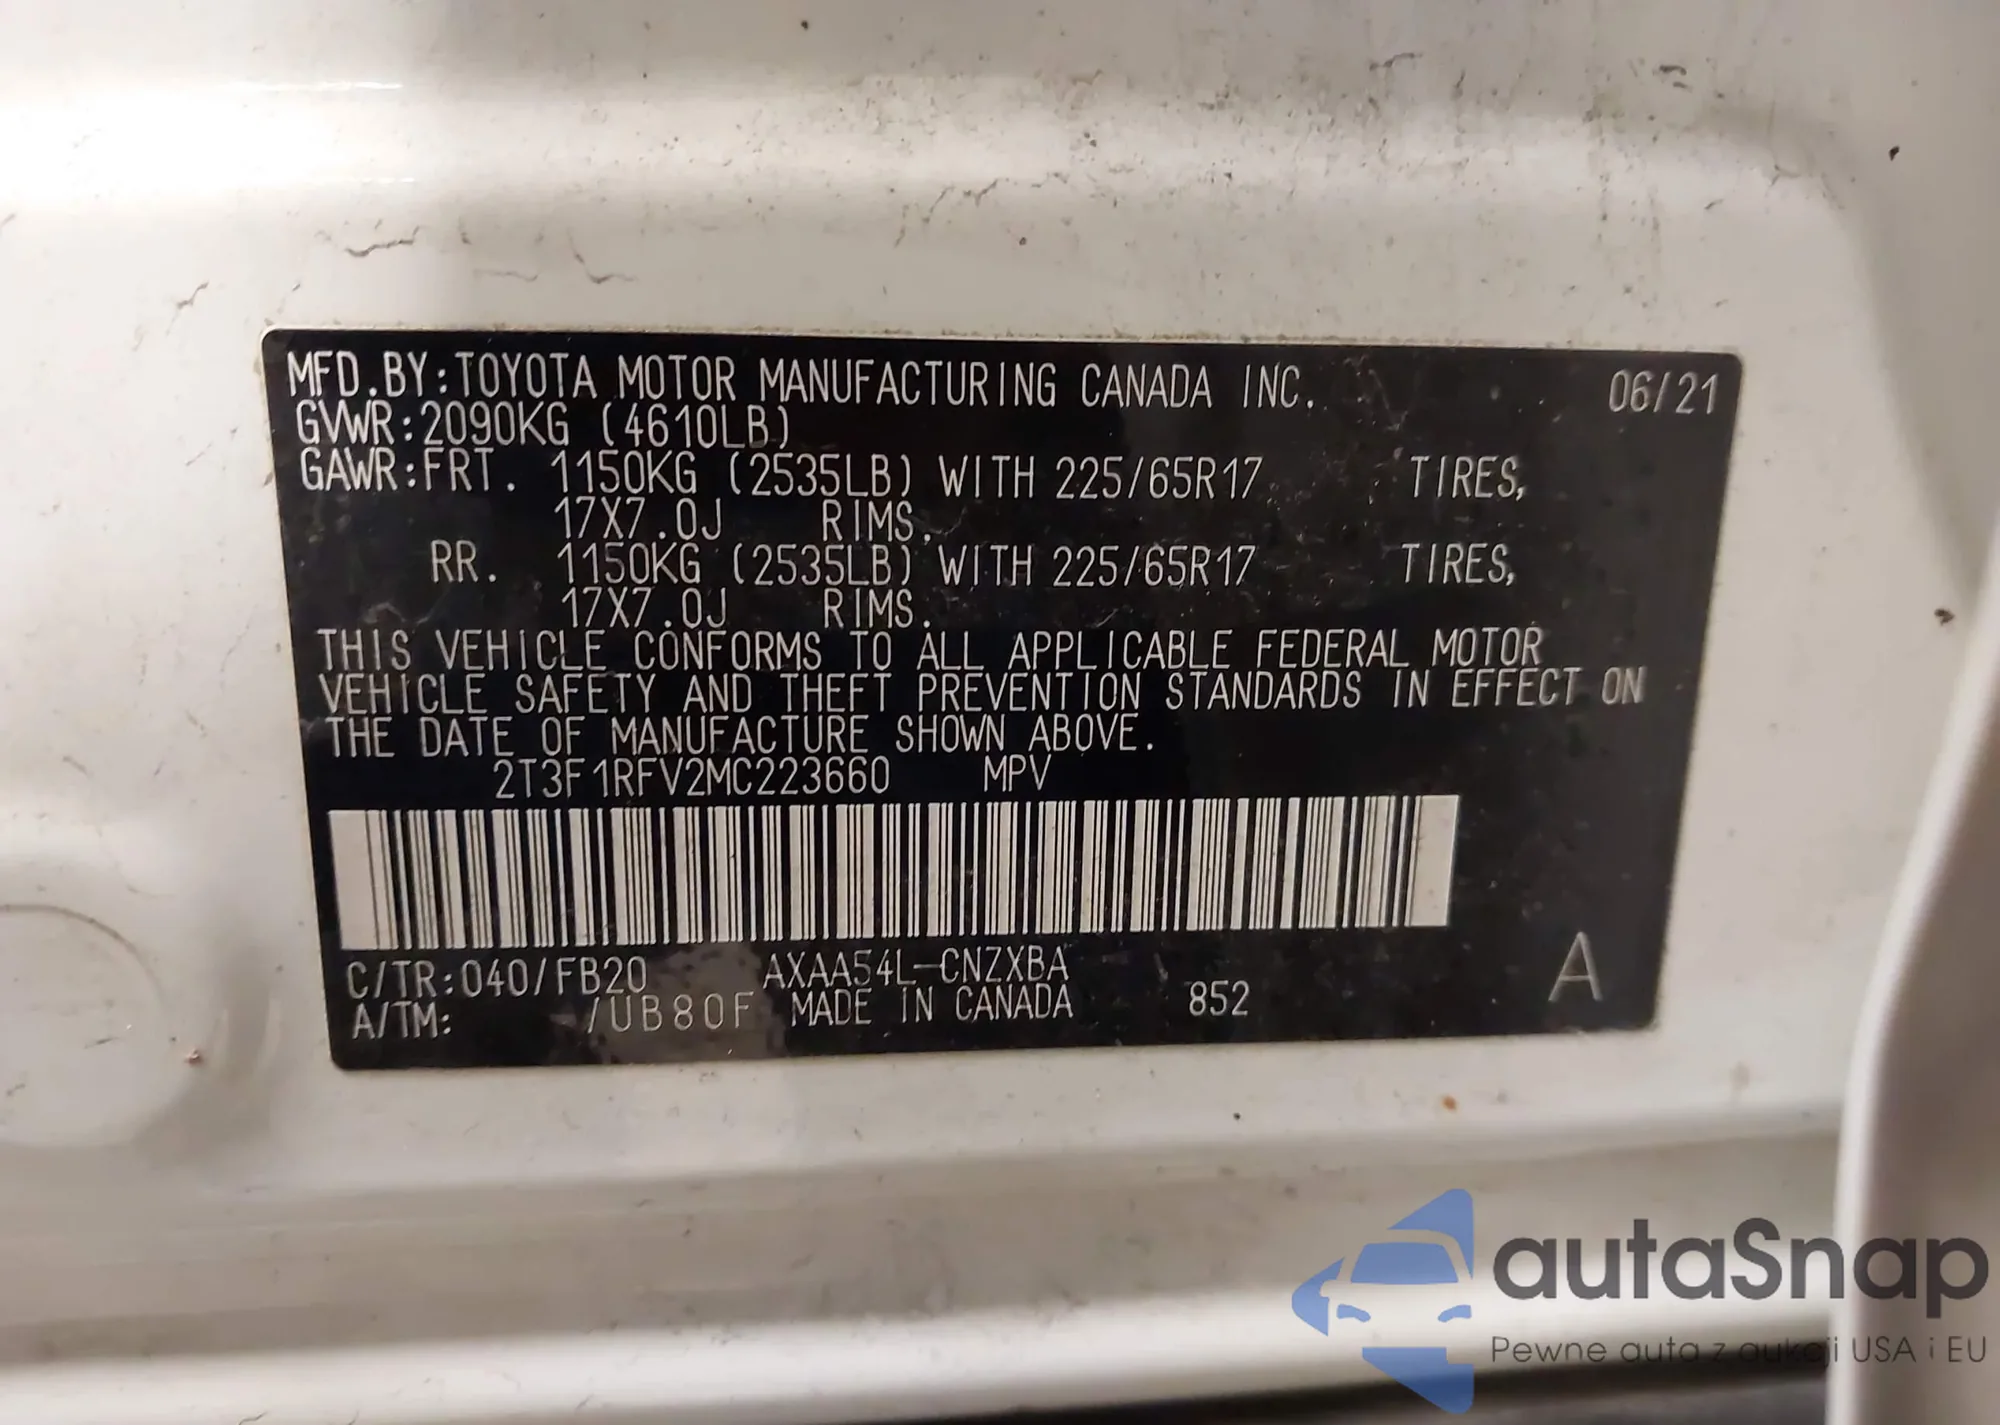 MFD.BY:TOYOTA MOTOR MANUFACTURING CANADA INC. 06/21
GVWR:2090KG (4610LB)
GAWR:FRT. 1150KG (2535LB) WITH 225/65R17 TIRES,
17X7.0J RIMS.
RR. 1150KG (2535LB) WITH 225/65R17 TIRES,
17X7.0J RIMS.
THIS VEHICLE CONFORMS TO ALL APPLICABLE FEDERAL MOTOR
VEHICLE SAFETY AND THEFT PREVENTION STANDARDS IN EFFECT ON
THE DATE OF MANUFACTURE SHOWN ABOVE.
2T3F1RFV2MC223660 MPV
C/TR:040/FB20 AXAA54L-CNZXBA A
A/TM: /UB80F MADE IN CANADA 852
autaSnap
Pewne auta z aukcji USA i EU